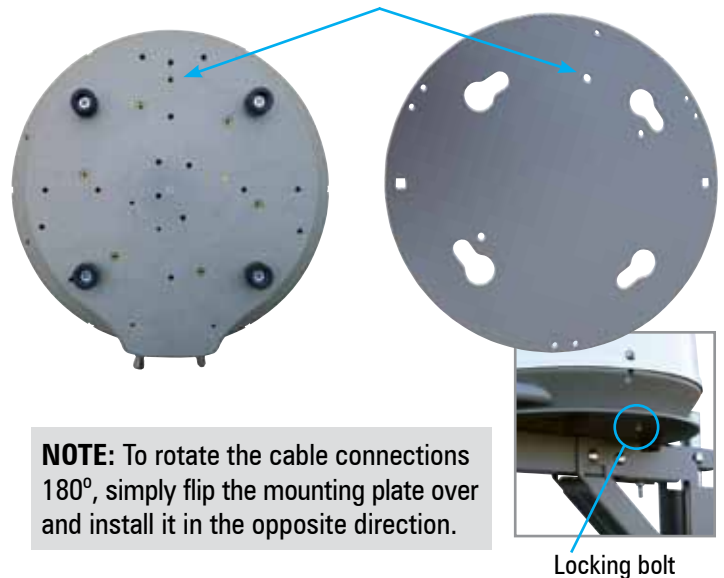 NOTE: To rotate the cable connections
180º, simply flip the mounting plate over
and install it in the opposite direction.
Locking bolt